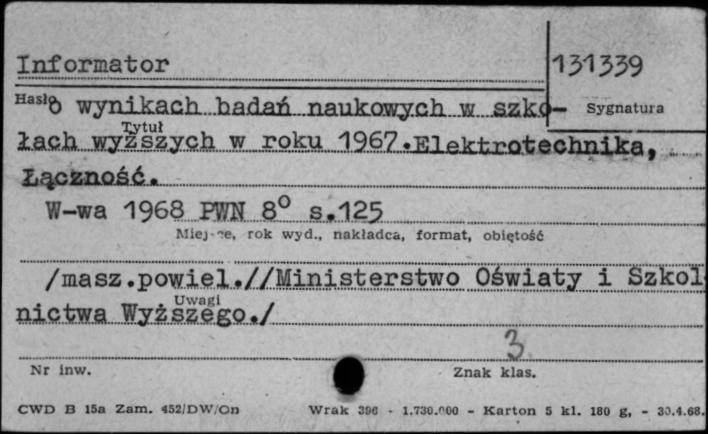 Informator
131339
Hasło
o wynikach badań naukowych w szko-
Sygnatura
Tytuł
łach wyższych w roku 1967.Elektrotechnika,
Łączność.
W-wa 1968 PWN 8° s.125
Miejsce, rok wyd., nakładca, format, objętość
/masz.powiel.//Ministerstwo Oświaty i Szkol
Uwagi
nictwa Wyższego./
3
Nr inw.
Znak klas.
CWD B 15a Zam. 452/DW/On Wrak 396 - 1.730.000 - Karton 5 kl. 180 g, - 30.4.68.